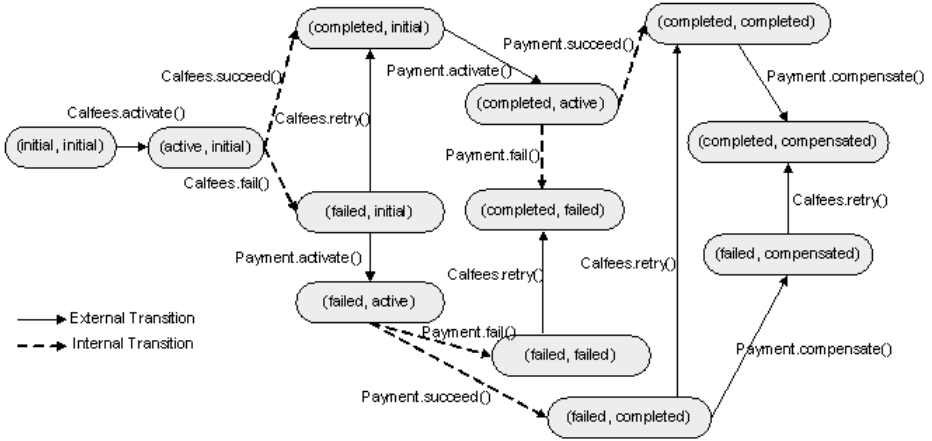 (completed, initial)
(completed, completed)
Payment.succeed()
Calfees.succeed()
Payment.activate()
Payment.compensate()
(completed, active)
Calfees.activate()
Calfees.retry()
(initial, initial)
(active, initial)
(completed, compensated)
Payment.fail()
Calfees.fail()
Calfees.retry()
(failed, initial)
(completed, failed)
(failed, compensated)
Payment.activate()
Calfees.retry()
Calfees.retry()
(failed, active)
External Transition
Payment.fail()
Internal Transition
(failed, failed)
Payment.compensate()
Payment.succeed()
(failed, completed)